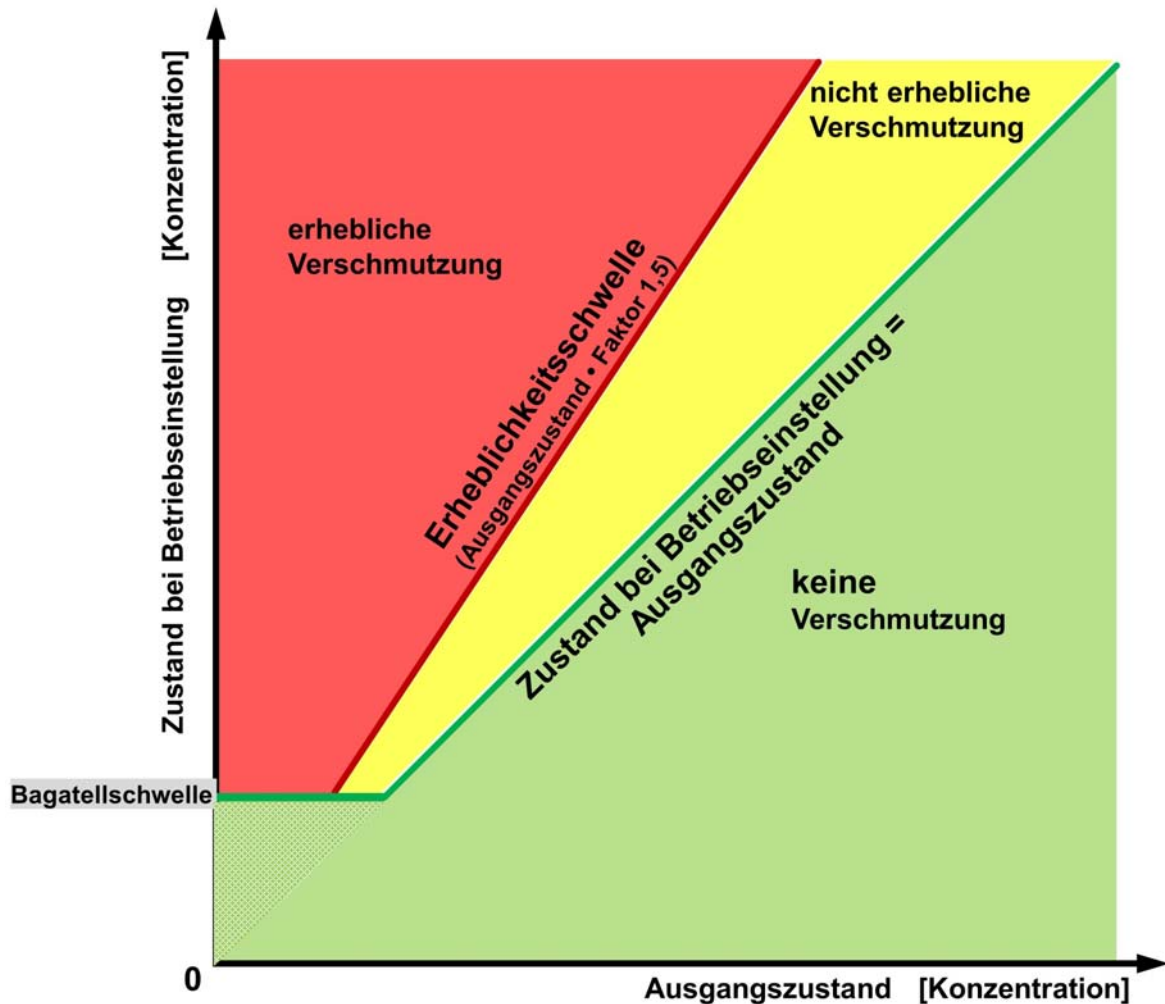 Zustand bei Betriebseinstellung [Konzentration]
erhebliche
Verschmutzung
nicht erhebliche
Verschmutzung
Erheblichkeitsschwelle
(Ausgangszustand • Faktor 1,5)
Zustand bei Betriebseinstellung =
Ausgangszustand
keine
Verschmutzung
Bagatellschwelle
0
Ausgangszustand [Konzentration]